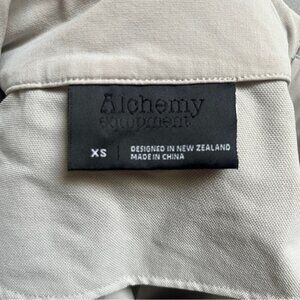 Alchemy
equipment
XS
DESIGNED IN NEW ZEALAND
MADE IN CHINA